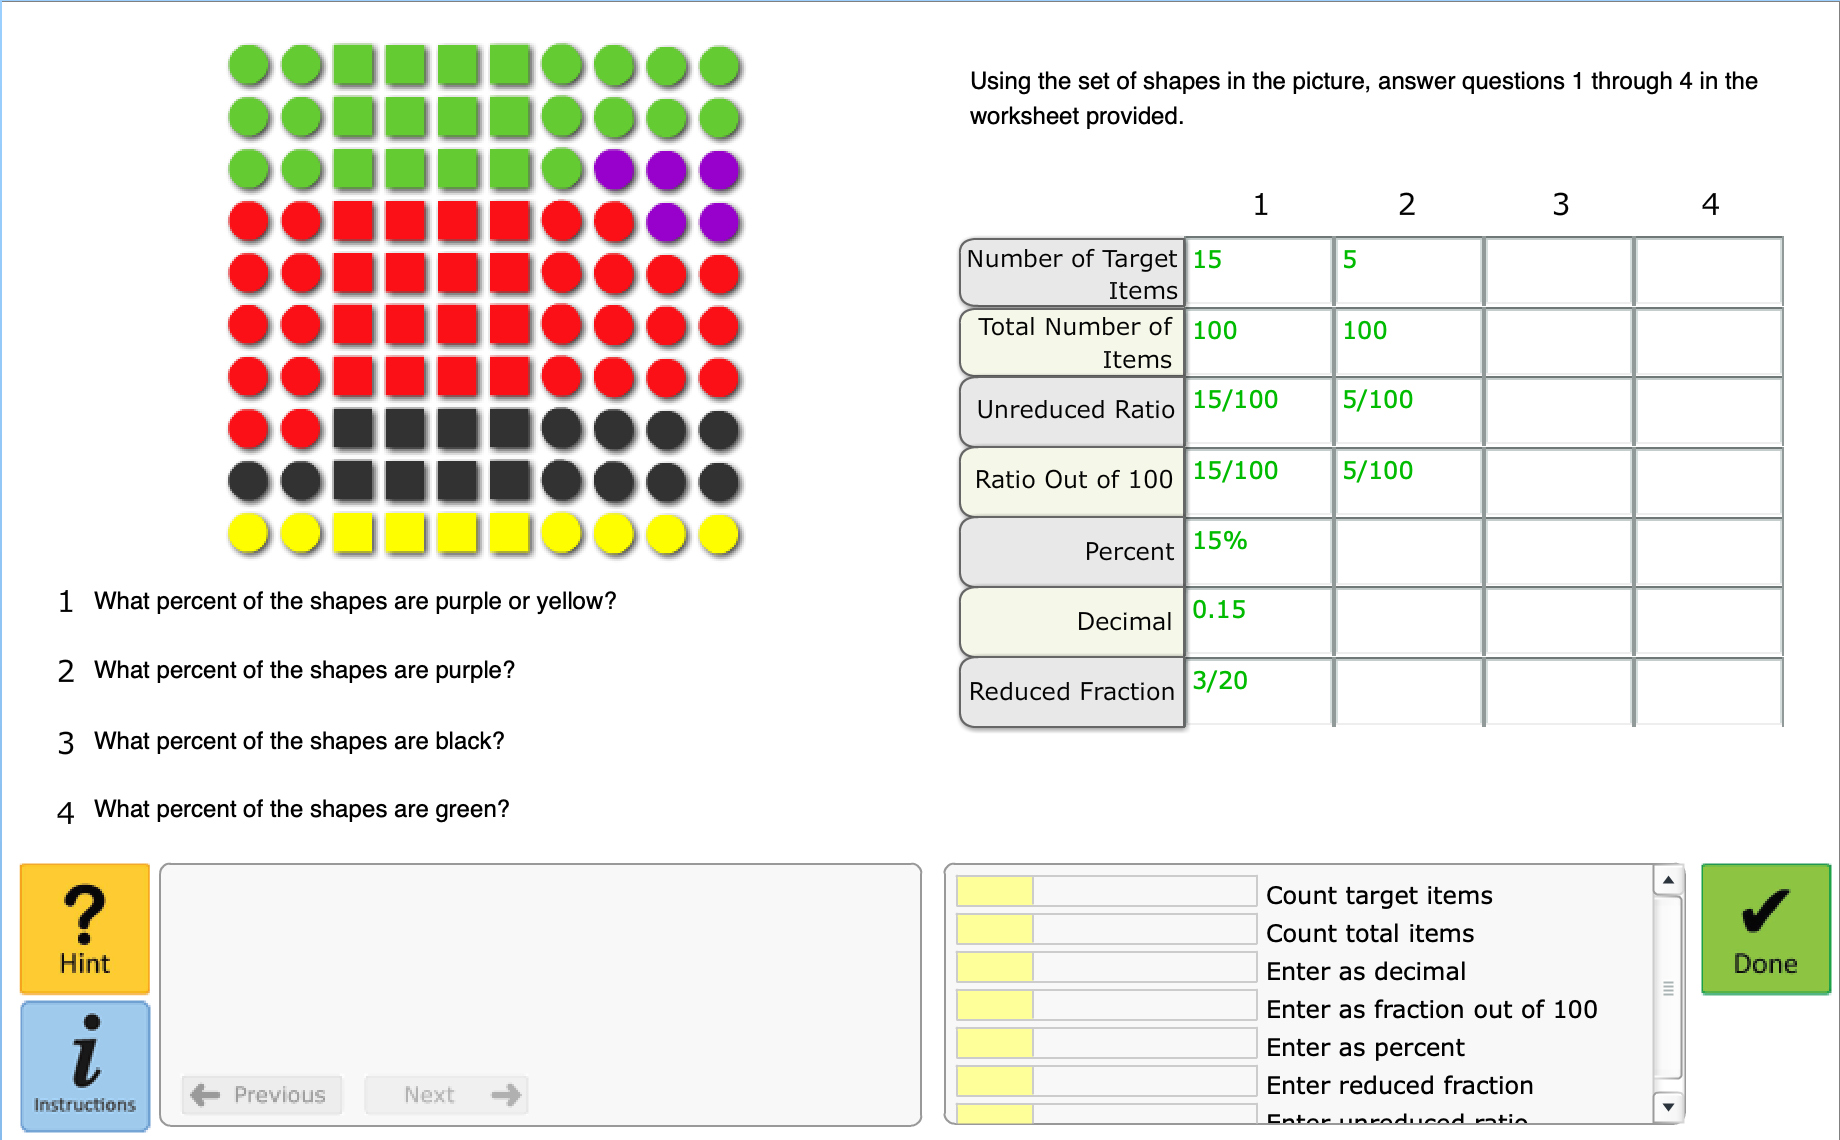 Using the set of shapes in the picture, answer questions 1 through 4 in the
worksheet provided.
1 2 3 4
Number of Target
Items
15 5
Total Number of
Items
100 100
Unreduced Ratio 15/100 5/100
Ratio Out of 100 15/100 5/100
Percent 15%
Decimal 0.15
Reduced Fraction 3/20
1 What percent of the shapes are purple or yellow?
2 What percent of the shapes are purple?
3 What percent of the shapes are black?
4 What percent of the shapes are green?
? Hint
i Instructions
Previous Next
Count target items
Count total items
Enter as decimal
Enter as fraction out of 100
Enter as percent
Enter reduced fraction
Enter unreduced ratio
Done